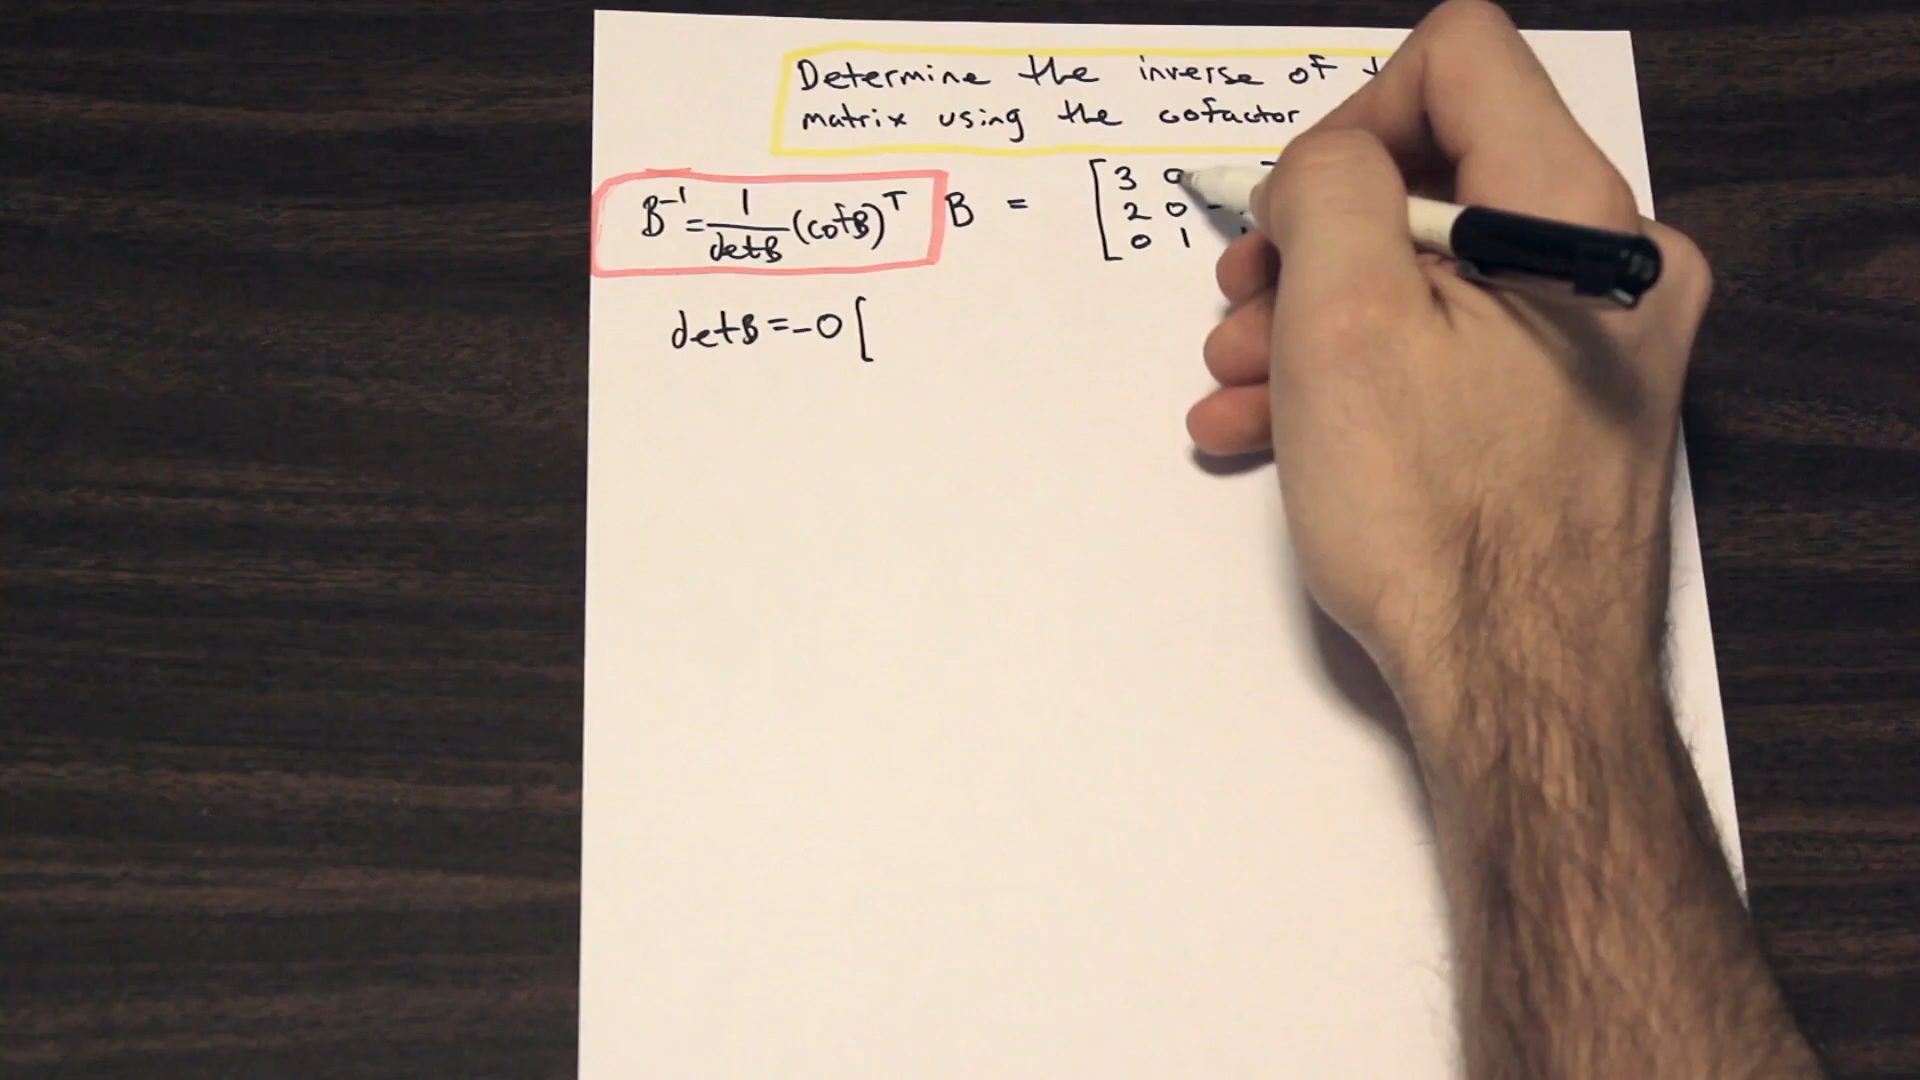 Determine the inverse of
matrix using the cofactor
B⁻¹ = 1/detB (cofB)ᵀ B = [3 0
2 0 -
0 1
detB = -0 [